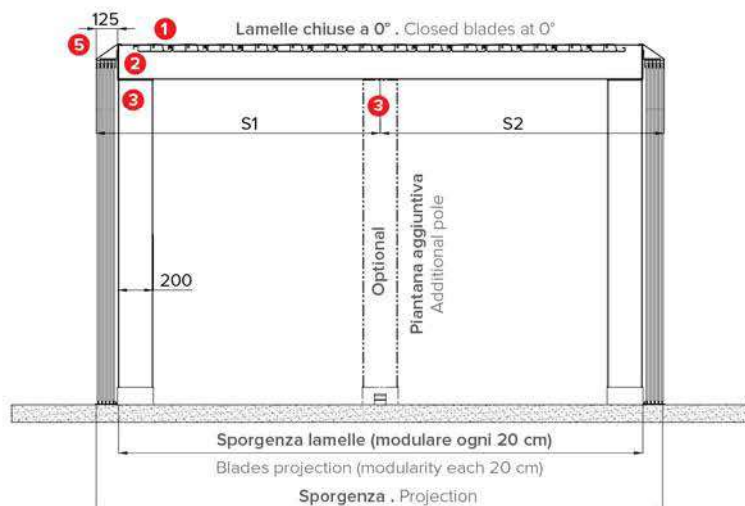 125
1
Lamelle chiuse a 0° . Closed blades at 0°
5
2
3
3
S1
S2
Optional
Piantana aggiuntiva
Additional pole
200
Sporgenza lamelle (modulare ogni 20 cm)
Blades projection (modularity each 20 cm)
Sporgenza . Projection